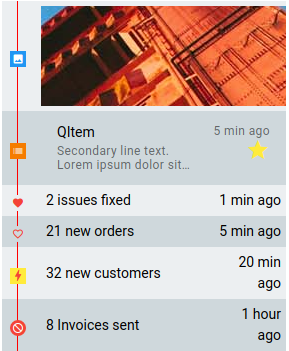 QItem
5 min ago
Secondary line text.
Lorem ipsum dolor sit...
2 issues fixed
1 min ago
21 new orders
5 min ago
32 new customers
20 min
ago
8 Invoices sent
1 hour
ago